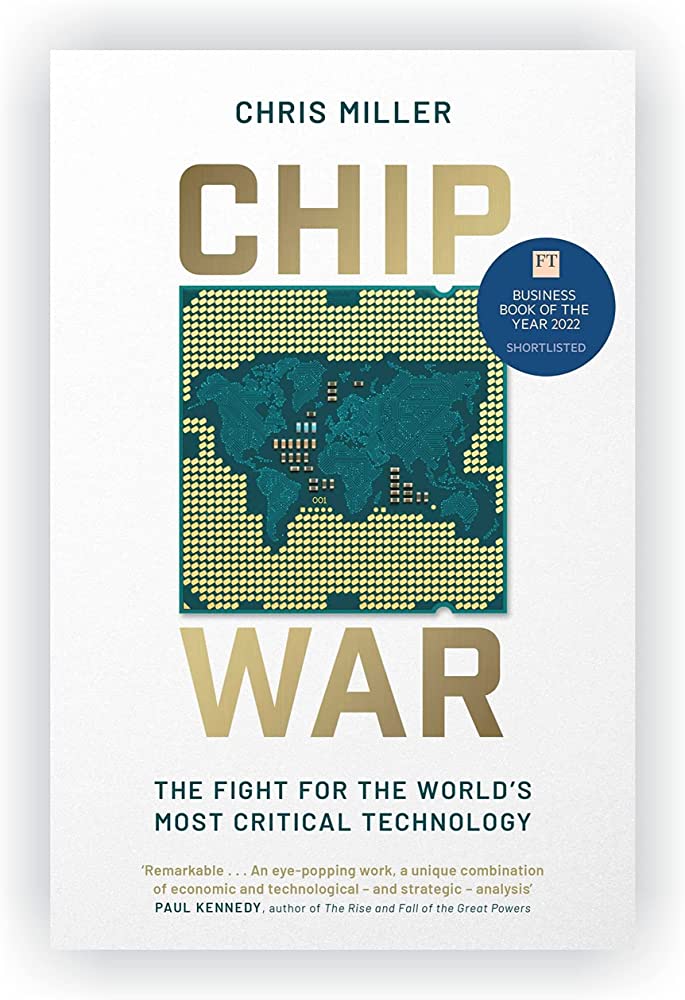 CHRIS MILLER
CHIP
FT
BUSINESS
BOOK OF THE
YEAR 2022
SHORTLISTED
001
WAR
THE FIGHT FOR THE WORLD'S
MOST CRITICAL TECHNOLOGY
‘Remarkable . . . An eye-popping work, a unique combination
of economic and technological – and strategic – analysis’
PAUL KENNEDY, author of The Rise and Fall of the Great Powers